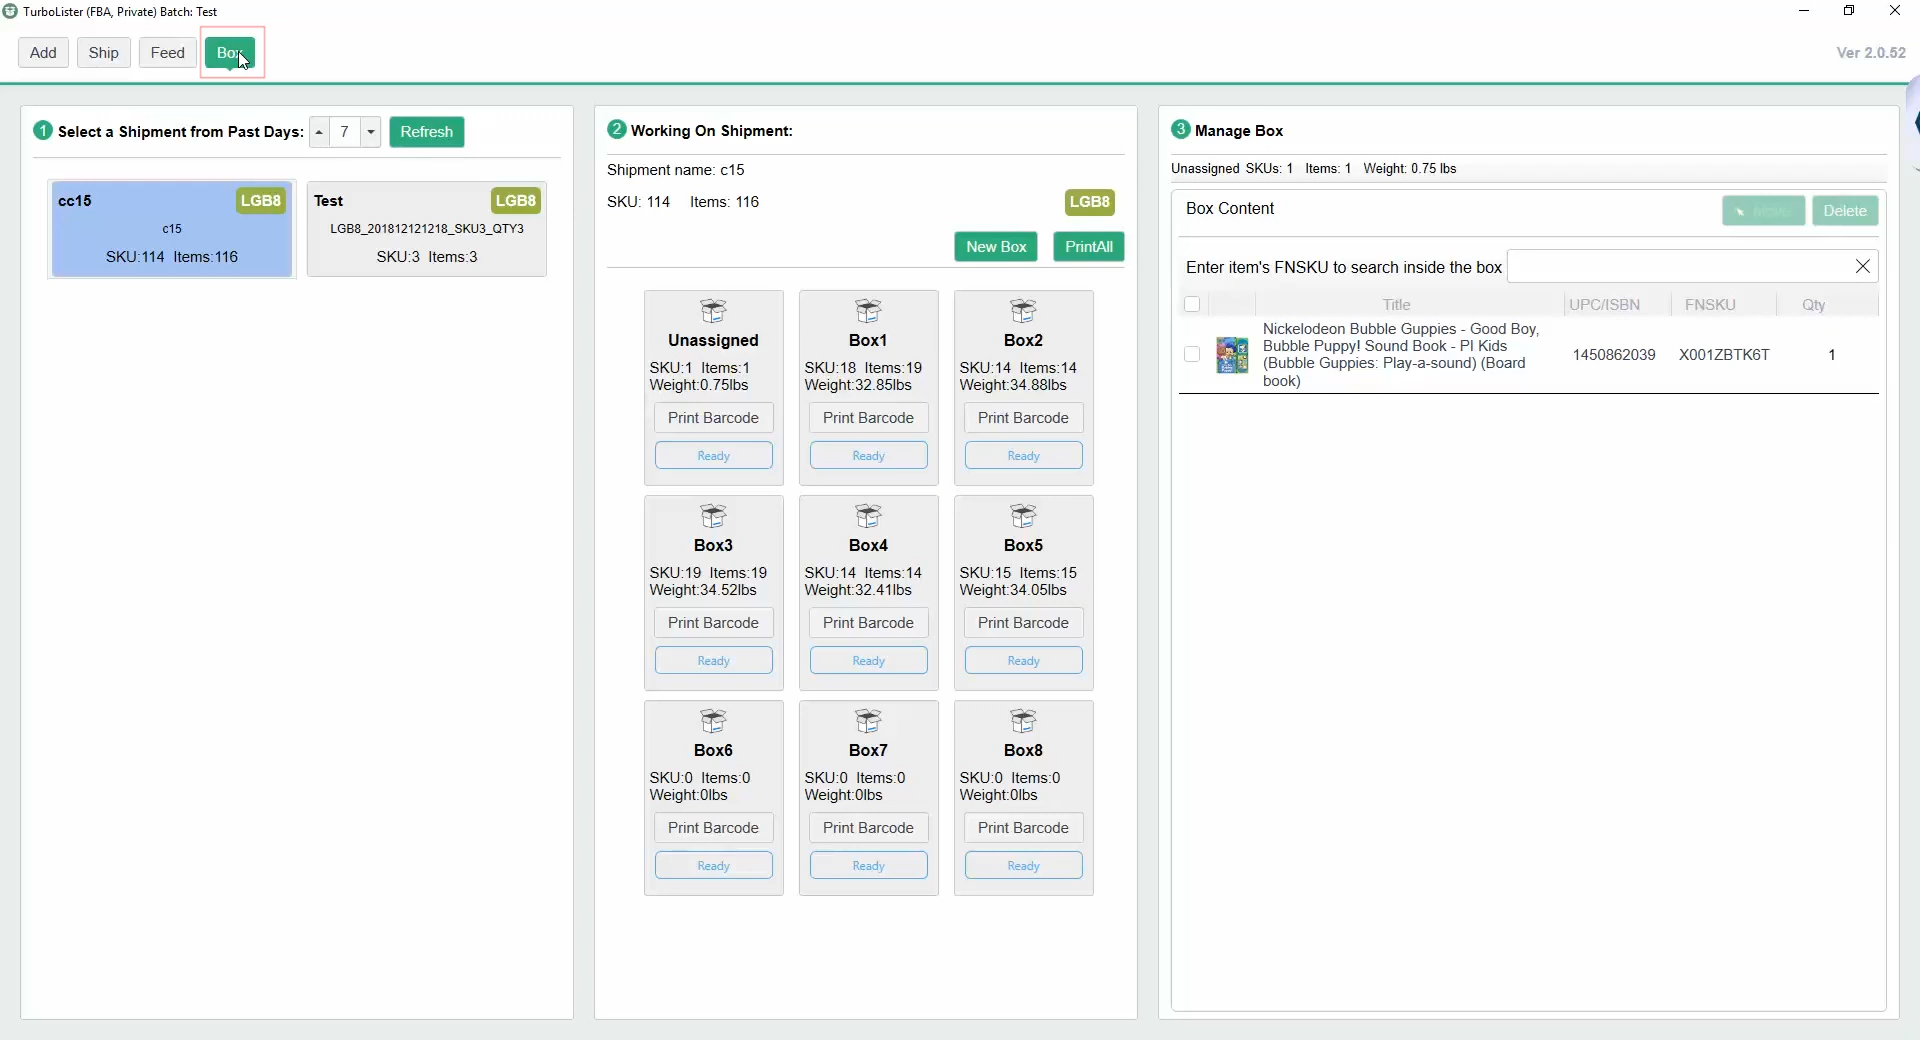 TurboLister (FBA, Private) Batch: Test
Add Ship Feed Box
Ver 2.0.52
1 Select a Shipment from Past Days: 7 Refresh
cc15 LGB8
c15
SKU:114 Items:116
Test LGB8
LGB8_201812121218_SKU3_QTY3
SKU:3 Items:3
2 Working On Shipment:
Shipment name: c15
SKU: 114 Items: 116 LGB8
New Box PrintAll
Unassigned
SKU:1 Items:1
Weight:0.75lbs
Print Barcode
Ready
Box1
SKU:18 Items:19
Weight:32.85lbs
Print Barcode
Ready
Box2
SKU:14 Items:14
Weight:34.88lbs
Print Barcode
Ready
Box3
SKU:19 Items:19
Weight:34.52lbs
Print Barcode
Ready
Box4
SKU:14 Items:14
Weight:32.41lbs
Print Barcode
Ready
Box5
SKU:15 Items:15
Weight:34.05lbs
Print Barcode
Ready
Box6
SKU:0 Items:0
Weight:0lbs
Print Barcode
Ready
Box7
SKU:0 Items:0
Weight:0lbs
Print Barcode
Ready
Box8
SKU:0 Items:0
Weight:0lbs
Print Barcode
Ready
3 Manage Box
Unassigned SKUs: 1 Items: 1 Weight: 0.75 lbs
Box Content
Delete
Enter item's FNSKU to search inside the box
Title UPC/ISBN FNSKU Qty
Nickelodeon Bubble Guppies - Good Boy,
Bubble Puppy! Sound Book - PI Kids
(Bubble Guppies: Play-a-sound) (Board
book)
1450862039 X001ZBTK6T 1